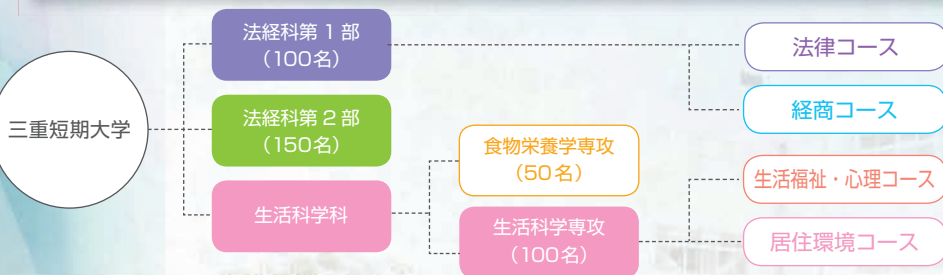 三重短期大学
法経科第1部
（100名）
法経科第2部
（150名）
生活科学科
食物栄養学専攻
（50名）
生活科学専攻
（100名）
法律コース
経商コース
生活福祉・心理コース
居住環境コース